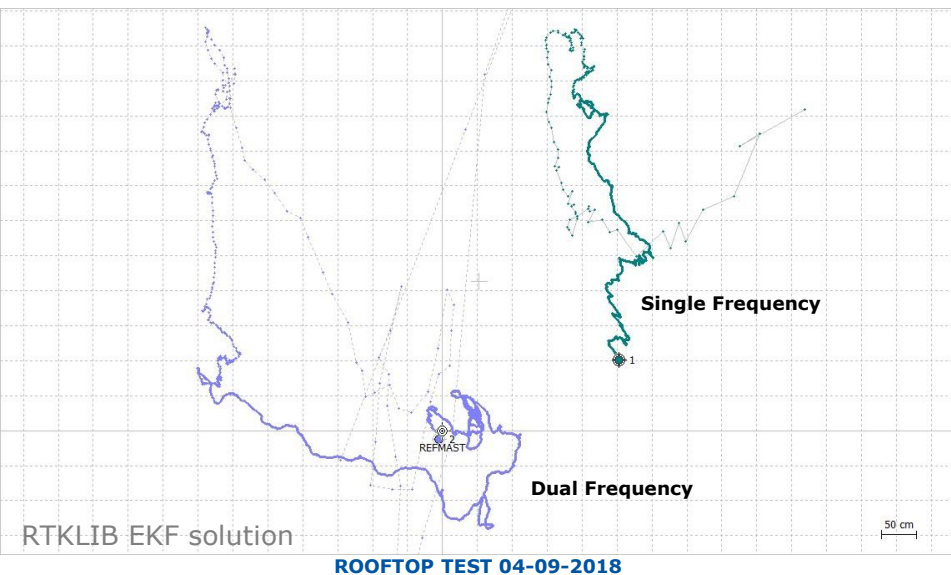 Single Frequency
1
2
REFMAST
Dual Frequency
50 cm
RTKLIB EKF solution
ROOFTOP TEST 04-09-2018